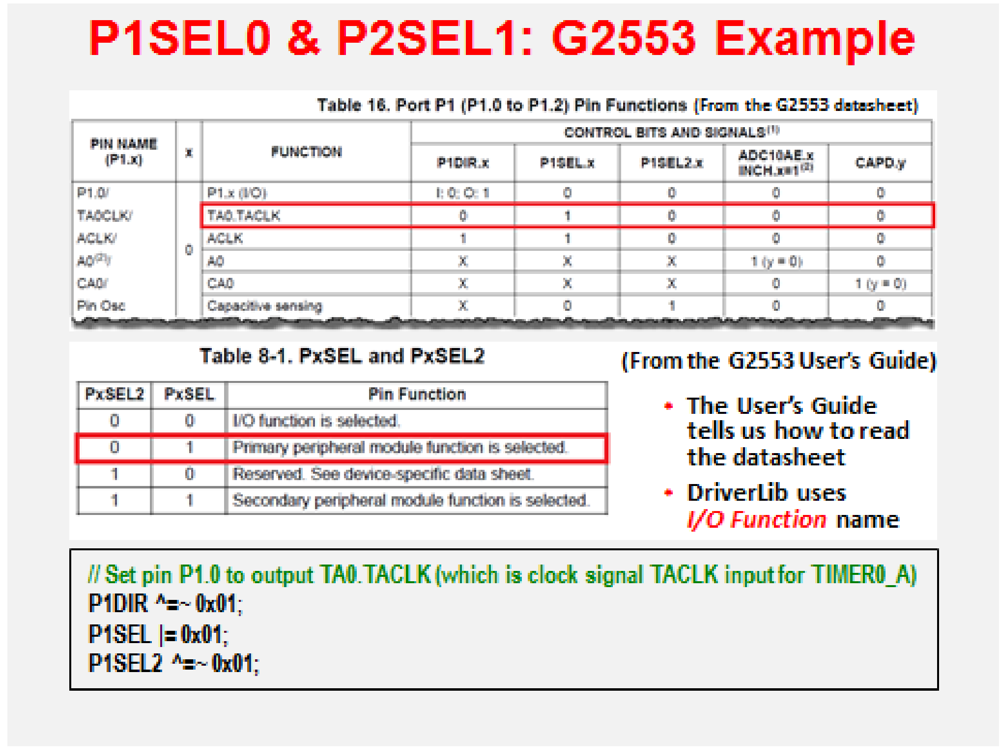 P1SEL0 & P2SEL1: G2553 Example
Table 16. Port P1 (P1.0 to P1.2) Pin Functions (From the G2553 datasheet)
PIN NAME (P1.x) x FUNCTION CONTROL BITS AND SIGNALS(1)
P1DIR.x P1SEL.x P1SEL2.x ADC10AE.x INCH.x=1(2) CAPD.y
P1.0/ P1.x (I/O) I: 0; O: 1 0 0 0 0
TA0CLK/ TA0.TACLK 0 1 0 0 0
ACLK/ ACLK 1 1 0 0 0
0
A0(2)/ A0 X X X 1 (y = 0) 0
CA0/ CA0 X X X 0 1 (y = 0)
Pin Osc Capacitive sensing X 0 1 0 0
Table 8-1. PxSEL and PxSEL2
PxSEL2 PxSEL Pin Function
0 0 I/O function is selected.
0 1 Primary peripheral module function is selected.
1 0 Reserved. See device-specific data sheet.
1 1 Secondary peripheral module function is selected.
(From the G2553 User's Guide)
• The User's Guide
tells us how to read
the datasheet
• DriverLib uses
I/O Function name
// Set pin P1.0 to output TA0.TACLK (which is clock signal TACLK input for TIMER0_A)
P1DIR ^=~ 0x01;
P1SEL |= 0x01;
P1SEL2 ^=~ 0x01;